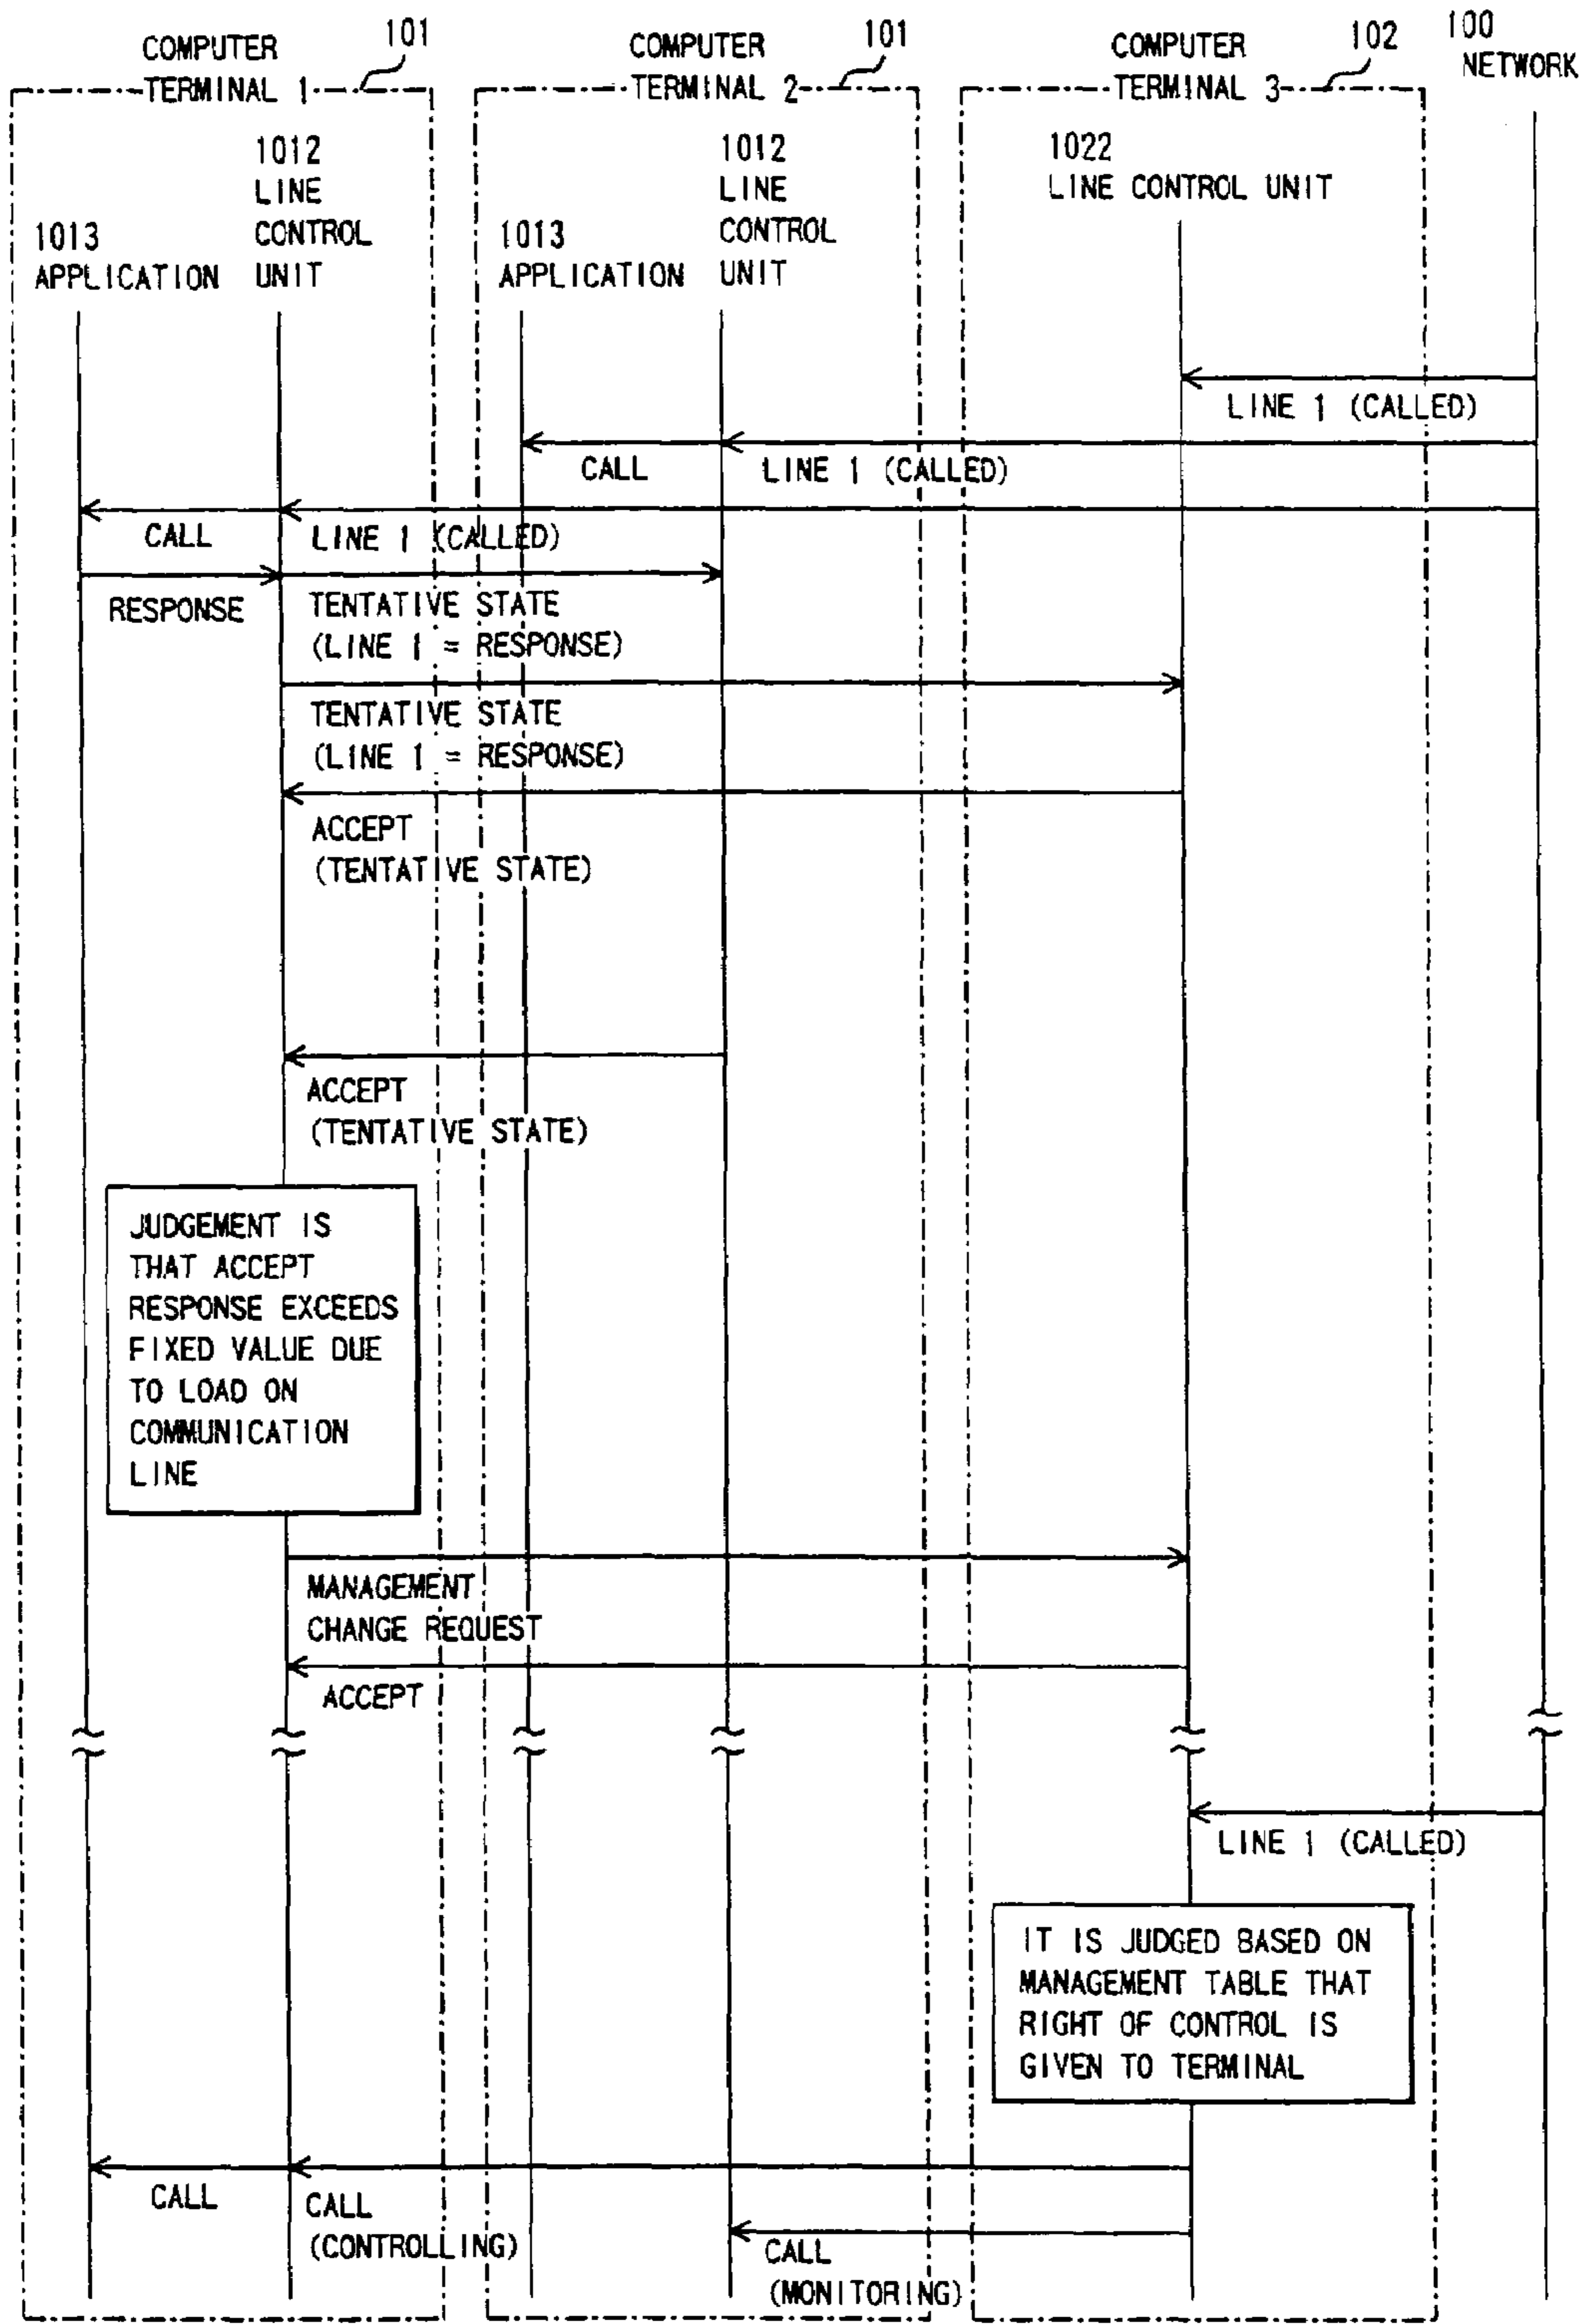 COMPUTER
TERMINAL 1
101
COMPUTER
TERMINAL 2
101
COMPUTER
TERMINAL 3
102
100
NETWORK
1013
APPLICATION
1012
LINE
CONTROL
UNIT
1013
APPLICATION
1012
LINE
CONTROL
UNIT
1022
LINE CONTROL UNIT
LINE 1 (CALLED)
CALL
LINE 1 (CALLED)
CALL
LINE 1 (CALLED)
RESPONSE
TENTATIVE STATE
(LINE 1 = RESPONSE)
TENTATIVE STATE
(LINE 1 = RESPONSE)
ACCEPT
(TENTATIVE STATE)
ACCEPT
(TENTATIVE STATE)
JUDGEMENT IS
THAT ACCEPT
RESPONSE EXCEEDS
FIXED VALUE DUE
TO LOAD ON
COMMUNICATION
LINE
MANAGEMENT
CHANGE REQUEST
ACCEPT
LINE 1 (CALLED)
IT IS JUDGED BASED ON
MANAGEMENT TABLE THAT
RIGHT OF CONTROL IS
GIVEN TO TERMINAL
CALL
CALL
(CONTROLLING)
CALL
(MONITORING)